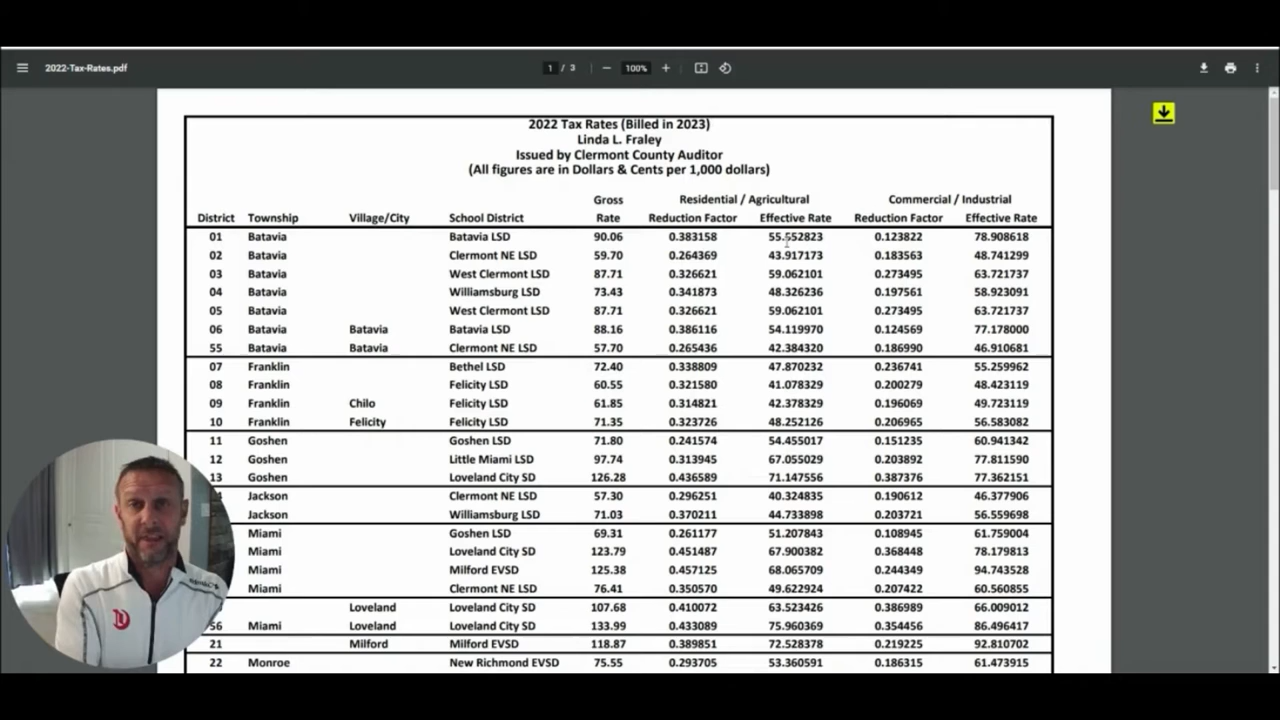 2022-Tax-Rates.pdf
1 / 3
100%
2022 Tax Rates (Billed in 2023)
Linda L. Fraley
Issued by Clermont County Auditor
(All figures are in Dollars & Cents per 1,000 dollars)
Gross Residential / Agricultural Commercial / Industrial
District Township Village/City School District Rate Reduction Factor Effective Rate Reduction Factor Effective Rate
01 Batavia Batavia LSD 90.06 0.383158 55.552823 0.123822 78.908618
02 Batavia Clermont NE LSD 59.70 0.264369 43.917173 0.183563 48.741299
03 Batavia West Clermont LSD 87.71 0.326621 59.062101 0.273495 63.721737
04 Batavia Williamsburg LSD 73.43 0.341873 48.326236 0.197561 58.923091
05 Batavia West Clermont LSD 87.71 0.326621 59.062101 0.273495 63.721737
06 Batavia Batavia Batavia LSD 88.16 0.386116 54.119970 0.124569 77.178000
55 Batavia Batavia Clermont NE LSD 57.70 0.265436 42.384320 0.186990 46.910681
07 Franklin Bethel LSD 72.40 0.338809 47.870232 0.236741 55.259962
08 Franklin Felicity LSD 60.55 0.321580 41.078329 0.200279 48.423119
09 Franklin Chilo Felicity LSD 61.85 0.314821 42.378329 0.196069 49.723119
10 Franklin Felicity Felicity LSD 71.35 0.323726 48.252126 0.206965 56.583082
11 Goshen Goshen LSD 71.80 0.241574 54.455017 0.151235 60.941342
12 Goshen Little Miami LSD 97.74 0.313945 67.055029 0.203892 77.811590
13 Goshen Loveland City SD 126.28 0.436589 71.147556 0.387376 77.362151
Jackson Clermont NE LSD 57.30 0.296251 40.324835 0.190612 46.377906
Jackson Williamsburg LSD 71.03 0.370211 44.733898 0.203721 56.559698
Miami Goshen LSD 69.31 0.261177 51.207843 0.108945 61.759004
Miami Loveland City SD 123.79 0.451487 67.900382 0.368448 78.179813
Miami Milford EVSD 125.38 0.457125 68.065709 0.244349 94.743528
Miami Clermont NE LSD 76.41 0.350570 49.622924 0.207422 60.560855
Loveland Loveland City SD 107.68 0.410072 63.523426 0.386989 66.009012
56 Miami Loveland Loveland City SD 133.99 0.433089 75.960369 0.354456 86.496417
21 Milford Milford EVSD 118.87 0.389851 72.528378 0.219225 92.810702
22 Monroe New Richmond EVSD 75.55 0.293705 53.360591 0.186315 61.473915